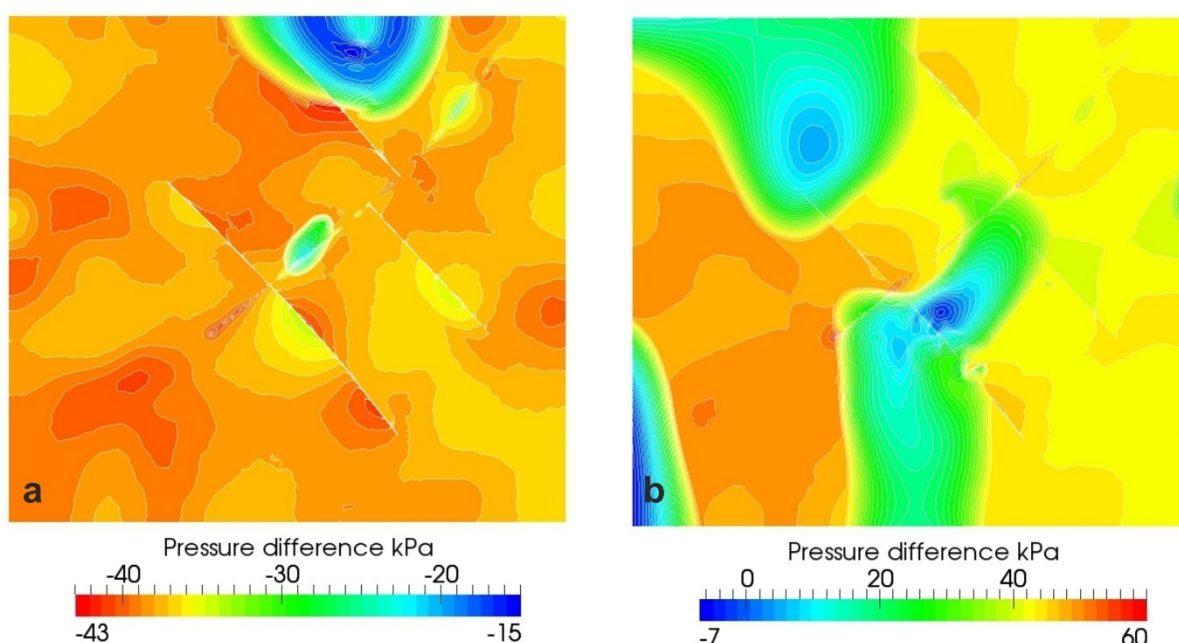 a
b
Pressure difference kPa
-40 -30 -20
-43 -15
Pressure difference kPa
0 20 40
-7 60